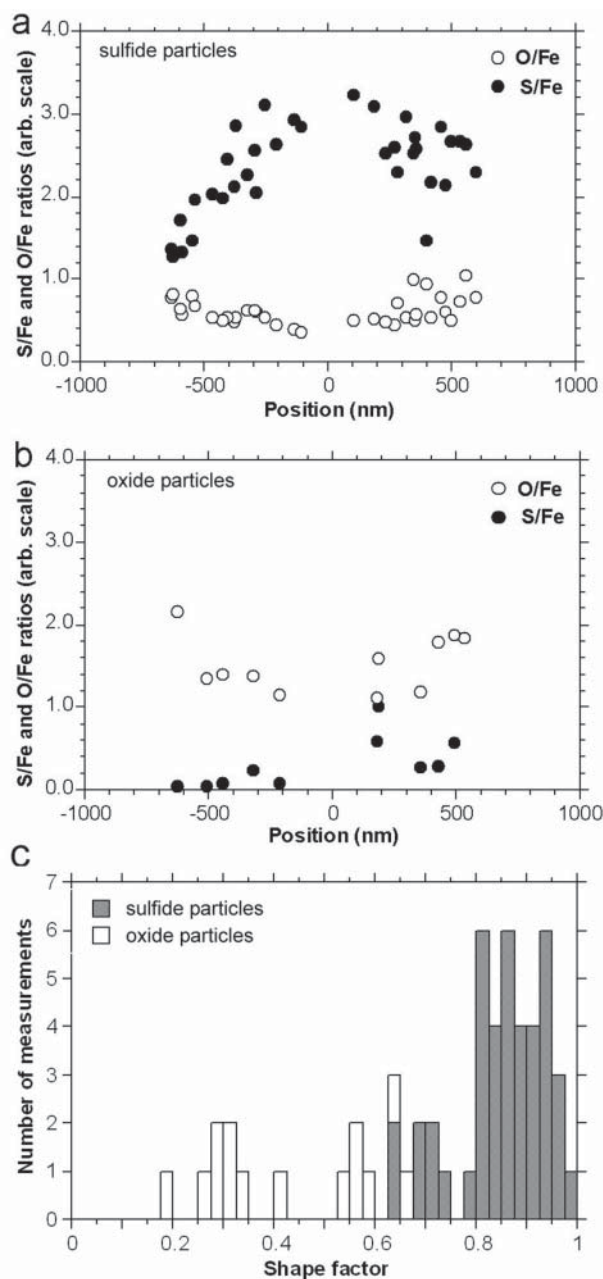 a
4.0
sulfide particles
O/Fe
S/Fe
3.0
2.0
1.0
0.0
S/Fe and O/Fe ratios (arb. scale)
-1000 -500 0 500 1000
Position (nm)
b
4.0
oxide particles
O/Fe
S/Fe
3.0
2.0
1.0
0.0
S/Fe and O/Fe ratios (arb. scale)
-1000 -500 0 500 1000
Position (nm)
c
7
sulfide particles
oxide particles
6
5
4
3
2
1
0
Number of measurements
0 0.2 0.4 0.6 0.8 1
Shape factor